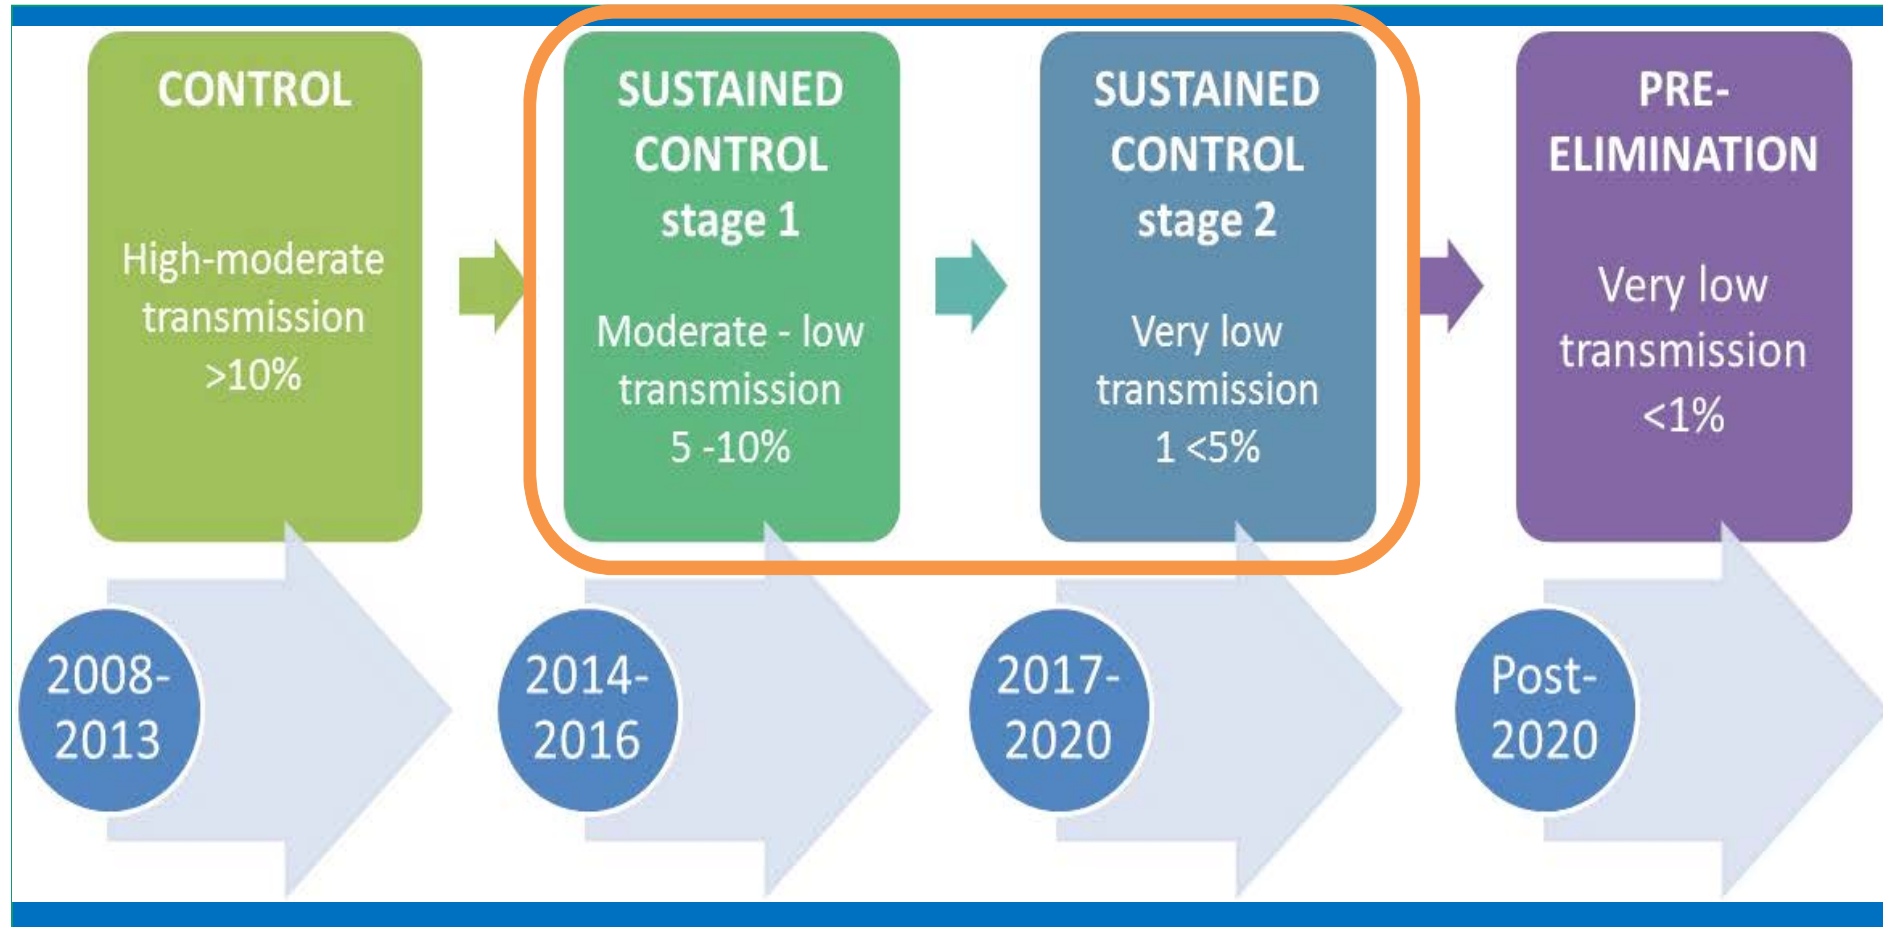 CONTROL
High-moderate
transmission
>10%
SUSTAINED
CONTROL
stage 1
Moderate - low
transmission
5 -10%
SUSTAINED
CONTROL
stage 2
Very low
transmission
1 <5%
PRE-
ELIMINATION
Very low
transmission
<1%
2008-
2013
2014-
2016
2017-
2020
Post-
2020